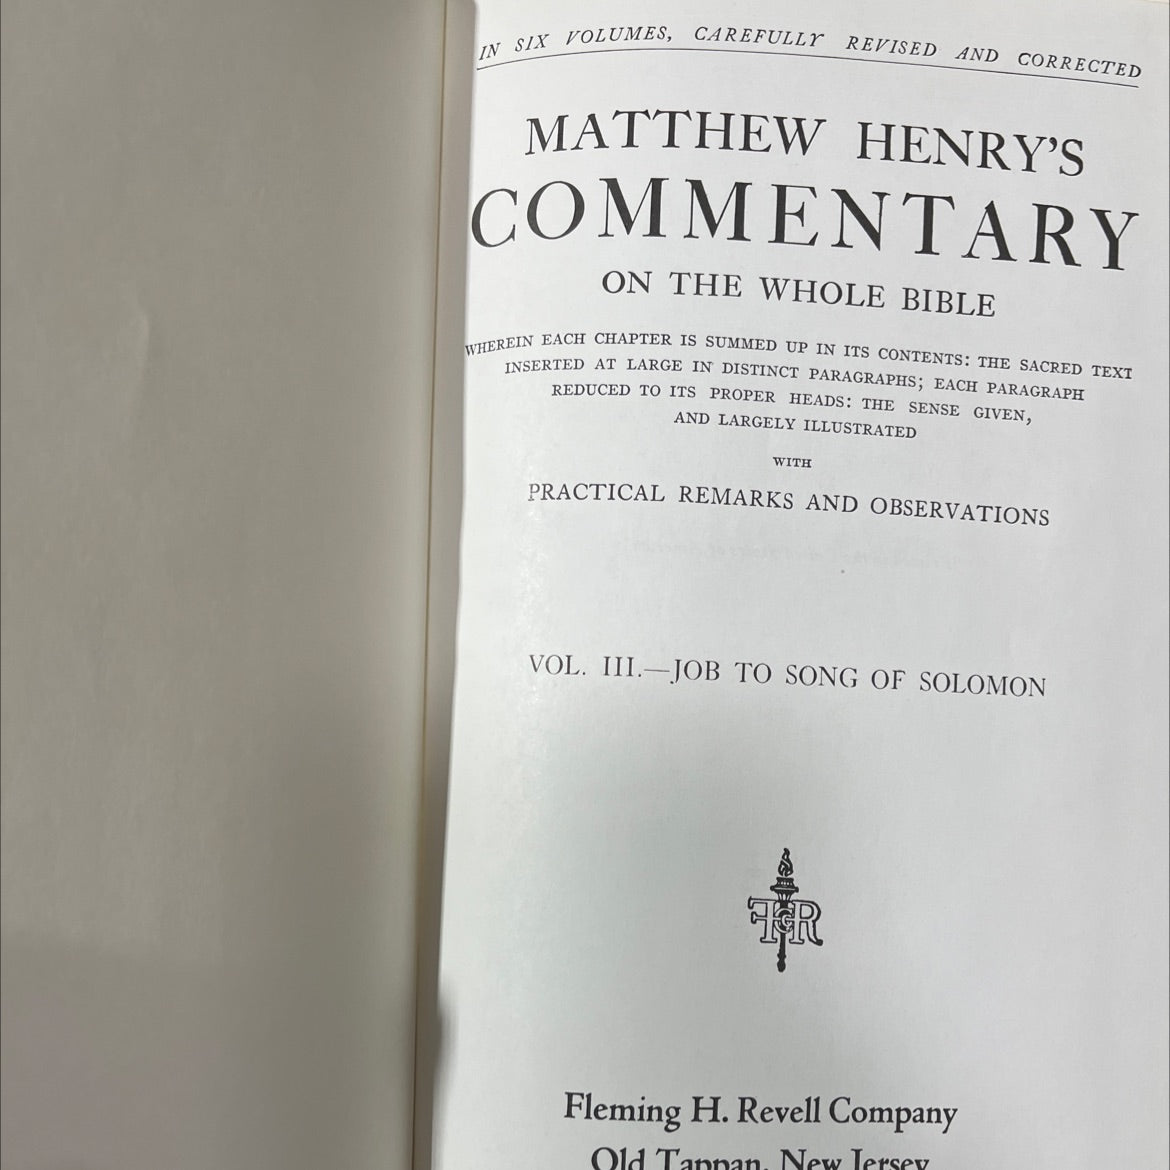 IN SIX VOLUMES, CAREFULLY REVISED AND CORRECTED
MATTHEW HENRY'S
COMMENTARY
ON THE WHOLE BIBLE
WHEREIN EACH CHAPTER IS SUMMED UP IN ITS CONTENTS: THE SACRED TEXT
INSERTED AT LARGE IN DISTINCT PARAGRAPHS; EACH PARAGRAPH
REDUCED TO ITS PROPER HEADS: THE SENSE GIVEN,
AND LARGELY ILLUSTRATED
WITH
PRACTICAL REMARKS AND OBSERVATIONS
VOL. III.—JOB TO SONG OF SOLOMON
FGR
Fleming H. Revell Company
Old Tappan, New Jersey